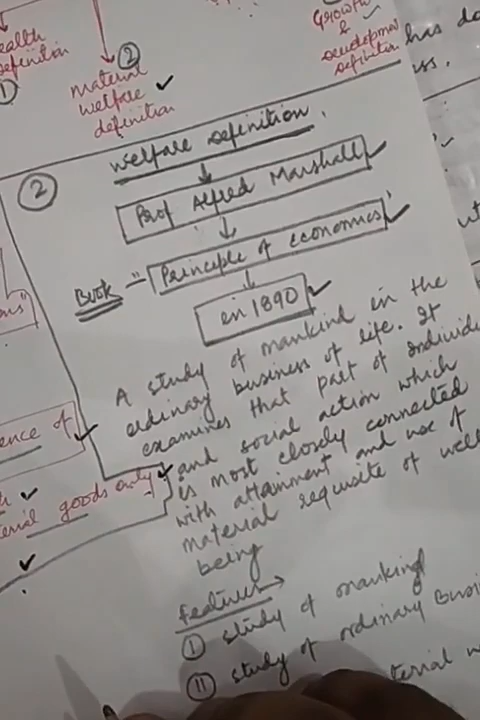 ealth
Definition
①
②
material
welfare
definition
Growth
&
Definition
has do
ss.
② welfare Definition.
Prof Alfred Marshall
Book - "Principle of economics"
in 1890
A study of mankind in the
ordinary business of life. It
examines that part of individu
and social action which
is most closely connected
with attainment and use of
material requisite of well
being
ence of
erial goods only
features
① study of mankind
② study of ordinary Busi
terial w